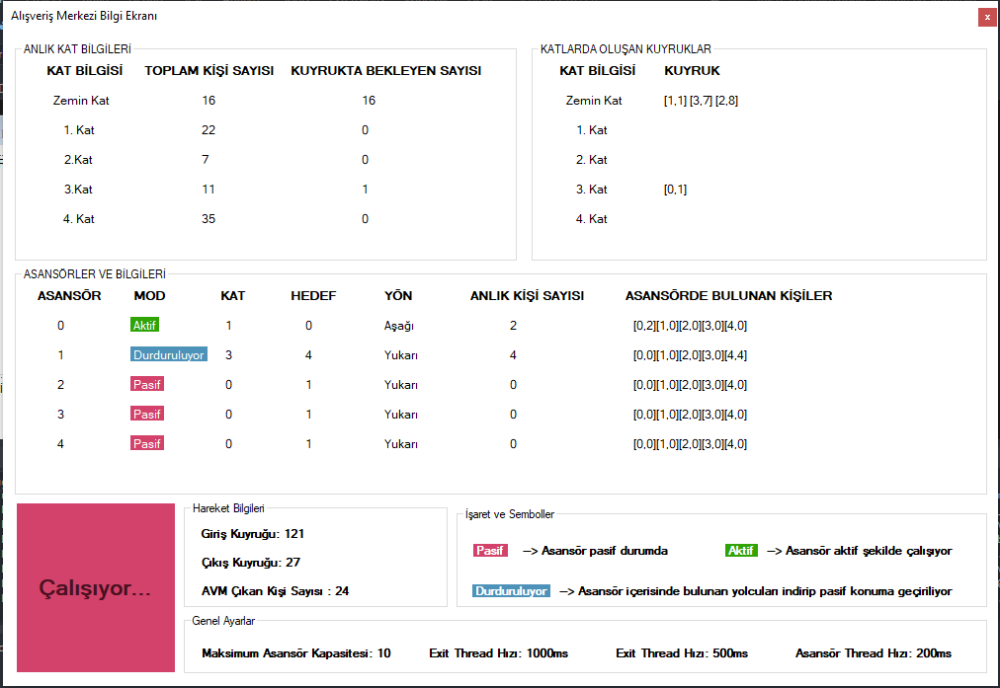 Alışveriş Merkezi Bilgi Ekranı
x
ANLIK KAT BİLGİLERİ
KAT BİLGİSİ TOPLAM KİŞİ SAYISI KUYRUKTA BEKLEYEN SAYISI
Zemin Kat 16 16
1. Kat 22 0
2.Kat 7 0
3.Kat 11 1
4. Kat 35 0
KATLARDA OLUŞAN KUYRUKLAR
KAT BİLGİSİ KUYRUK
Zemin Kat [1,1] [3,7] [2,8]
1. Kat
2. Kat
3. Kat [0,1]
4. Kat
ASANSÖRLER VE BİLGİLERİ
ASANSÖR MOD KAT HEDEF YÖN ANLIK KİŞİ SAYISI ASANSÖRDE BULUNAN KİŞİLER
0 Aktif 1 0 Aşağı 2 [0,2][1,0][2,0][3,0][4,0]
1 Durduruluyor 3 4 Yukarı 4 [0,0][1,0][2,0][3,0][4,4]
2 Pasif 0 1 Yukarı 0 [0,0][1,0][2,0][3,0][4,0]
3 Pasif 0 1 Yukarı 0 [0,0][1,0][2,0][3,0][4,0]
4 Pasif 0 1 Yukarı 0 [0,0][1,0][2,0][3,0][4,0]
Çalışıyor...
Hareket Bilgileri
Giriş Kuyruğu: 121
Çıkış Kuyruğu: 27
AVM Çıkan Kişi Sayısı : 24
İşaret ve Semboller
Pasif --> Asansör pasif durumda Aktif --> Asansör aktif şekilde çalışıyor
Durduruluyor --> Asansör içerisinde bulunan yolcuları indirip pasif konuma geçiriliyor
Genel Ayarlar
Maksimum Asansör Kapasitesi: 10 Exit Thread Hızı: 1000ms Exit Thread Hızı: 500ms Asansör Thread Hızı: 200ms